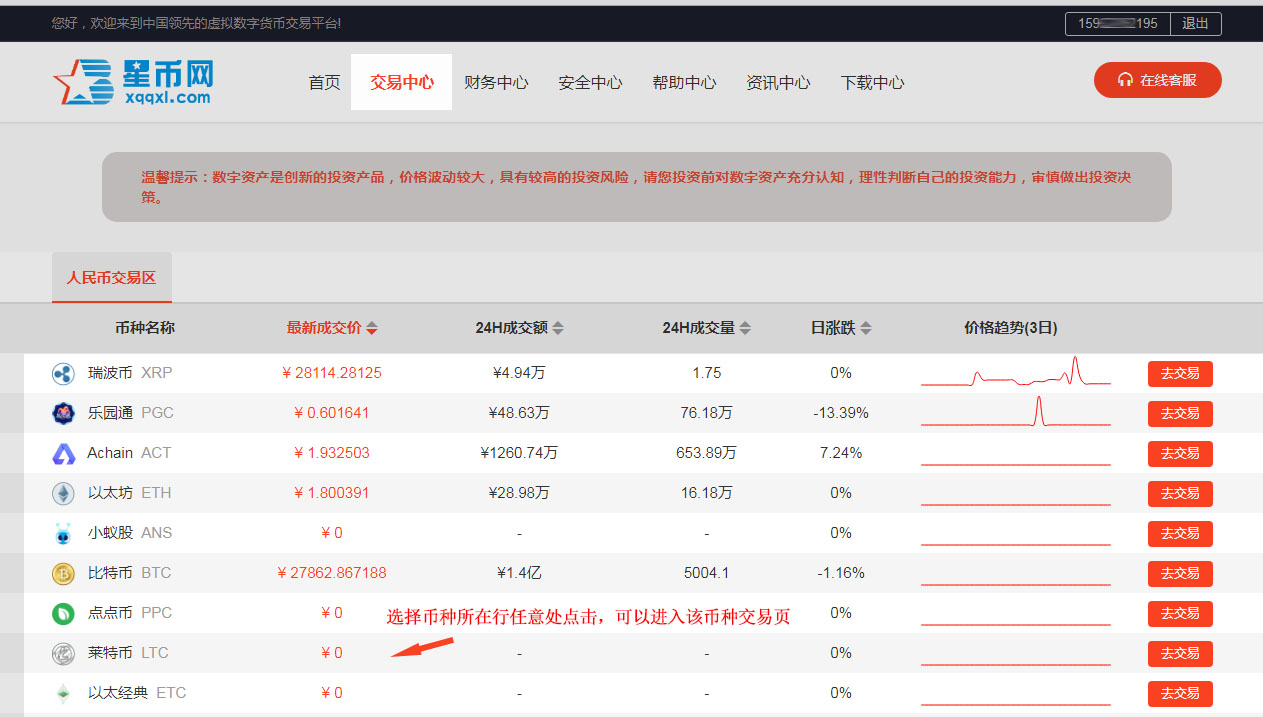 您好，欢迎来到中国领先的虚拟数字货币交易平台!
159 195 退出
星币网
xqqxl.com
首页 交易中心 财务中心 安全中心 帮助中心 资讯中心 下载中心 在线客服
温馨提示：数字资产是创新的投资产品，价格波动较大，具有较高的投资风险，请您投资前对数字资产充分认知，理性判断自己的投资能力，审慎做出投资决
策。
人民币交易区
币种名称 最新成交价 24H成交额 24H成交量 日涨跌 价格趋势(3日)
瑞波币 XRP ¥ 28114.28125 ¥4.94万 1.75 0% 去交易
乐园通 PGC ¥ 0.601641 ¥48.63万 76.18万 -13.39% 去交易
Achain ACT ¥ 1.932503 ¥1260.74万 653.89万 7.24% 去交易
以太坊 ETH ¥ 1.800391 ¥28.98万 16.18万 0% 去交易
小蚁股 ANS ¥ 0 - - 0% 去交易
比特币 BTC ¥ 27862.867188 ¥1.4亿 5004.1 -1.16% 去交易
点点币 PPC ¥ 0 选择币种所在行任意处点击，可以进入该币种交易页 0% 去交易
莱特币 LTC ¥ 0 - - 0% 去交易
以太经典 ETC ¥ 0 - - 0% 去交易